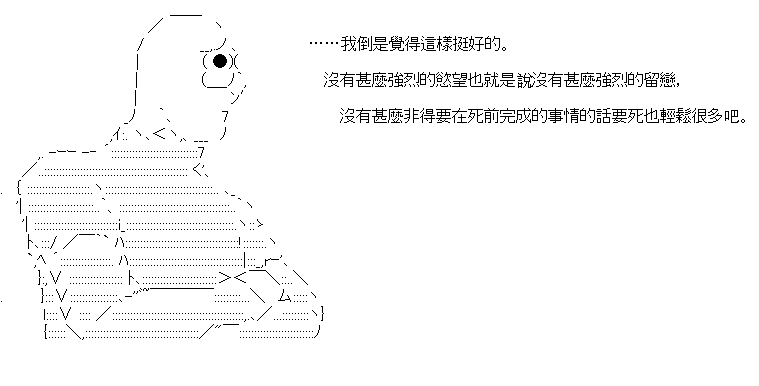 ……我倒是覺得這樣挺好的。
沒有甚麼強烈的慾望也就是說沒有甚麼強烈的留戀，
沒有甚麼非得要在死前完成的事情的話要死也輕鬆很多吧。